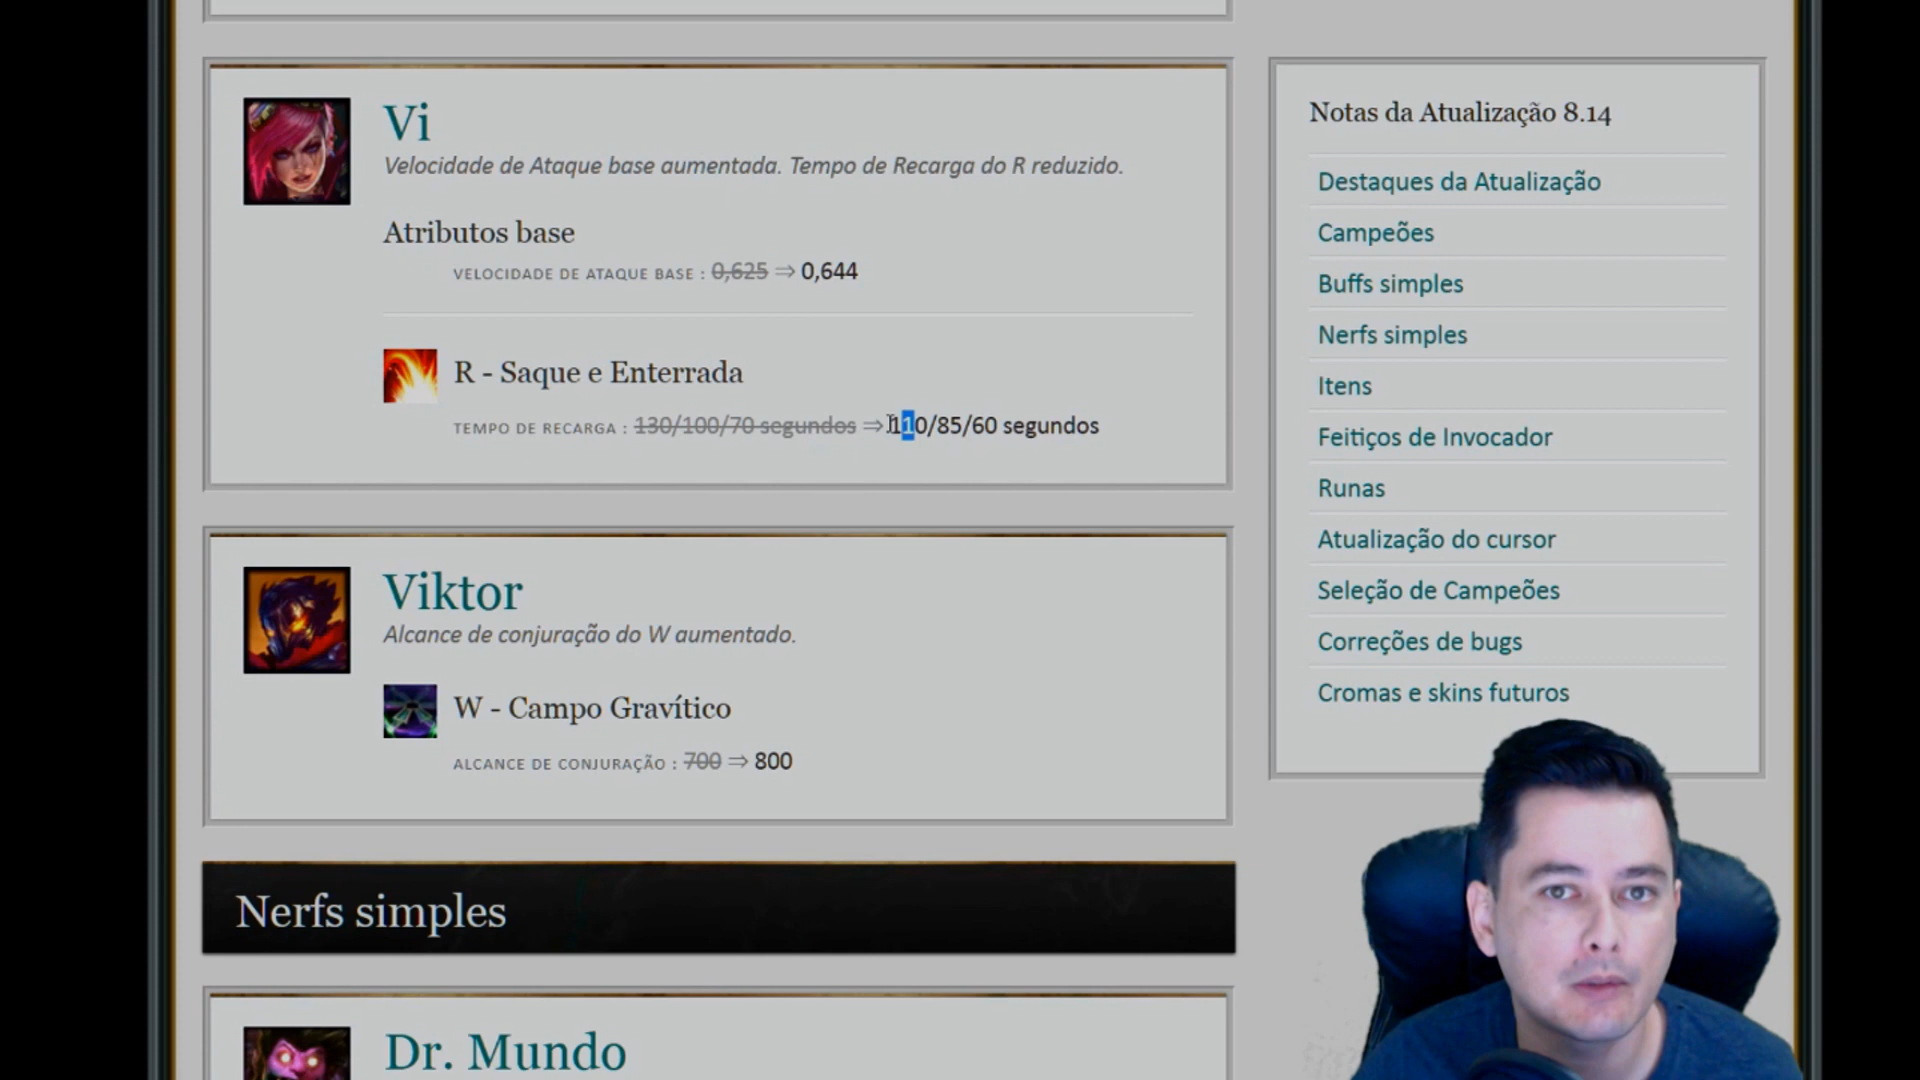 Vi
Velocidade de Ataque base aumentada. Tempo de Recarga do R reduzido.
Atributos base
VELOCIDADE DE ATAQUE BASE : 0,625 ⇒ 0,644
R - Saque e Enterrada
TEMPO DE RECARGA : 130/100/70 segundos ⇒ 110/85/60 segundos
Viktor
Alcance de conjuração do W aumentado.
W - Campo Gravítico
ALCANCE DE CONJURAÇÃO : 700 ⇒ 800
Nerfs simples
Dr. Mundo
Notas da Atualização 8.14
Destaques da Atualização
Campeões
Buffs simples
Nerfs simples
Itens
Feitiços de Invocador
Runas
Atualização do cursor
Seleção de Campeões
Correções de bugs
Cromas e skins futuros